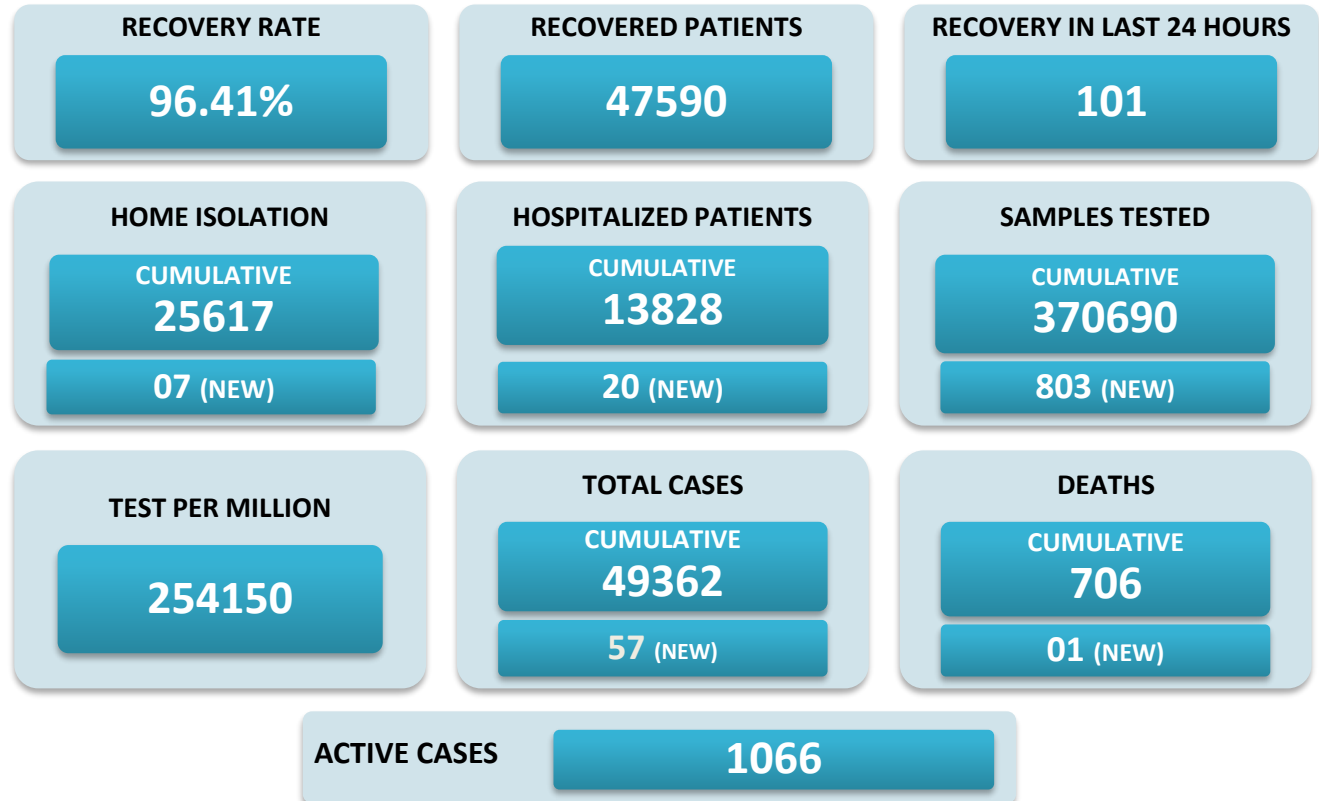 RECOVERY RATE
96.41%
RECOVERED PATIENTS
47590
RECOVERY IN LAST 24 HOURS
101
HOME ISOLATION
CUMULATIVE
25617
07 (NEW)
HOSPITALIZED PATIENTS
CUMULATIVE
13828
20 (NEW)
SAMPLES TESTED
CUMULATIVE
370690
803 (NEW)
TEST PER MILLION
254150
TOTAL CASES
CUMULATIVE
49362
57 (NEW)
DEATHS
CUMULATIVE
706
01 (NEW)
ACTIVE CASES
1066